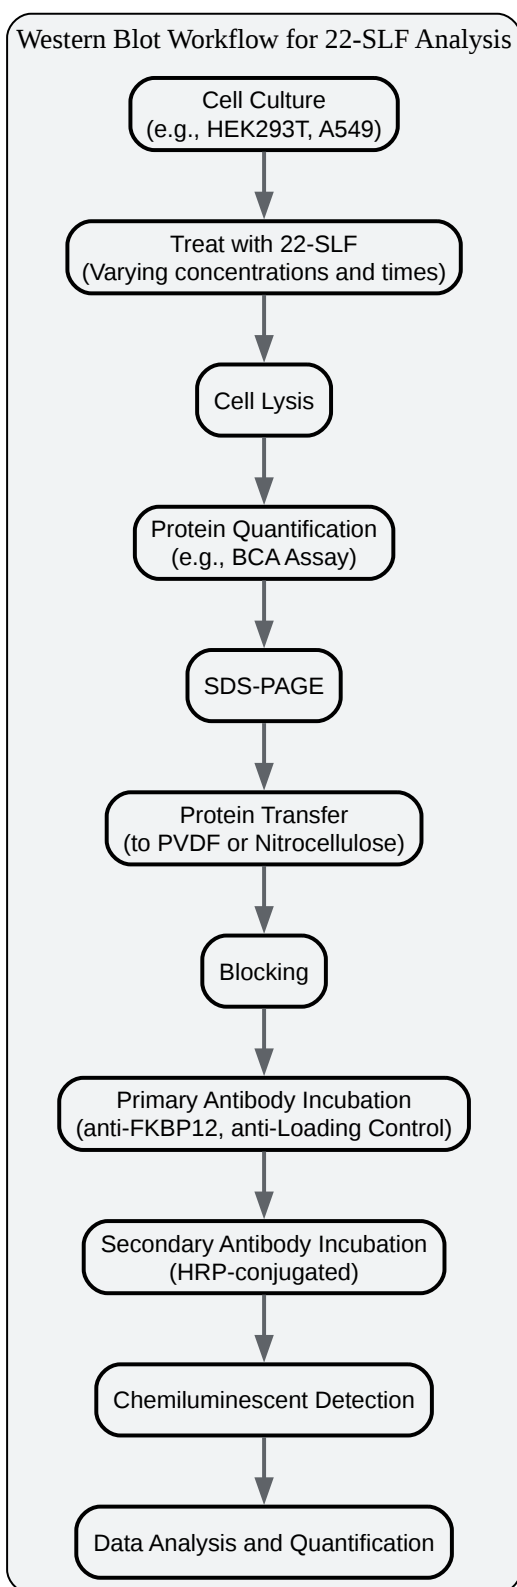 Western Blot Workflow for 22-SLF Analysis
Cell Culture
(e.g., HEK293T, A549)
Treat with 22-SLF
(Varying concentrations and times)
Cell Lysis
Protein Quantification
(e.g., BCA Assay)
SDS-PAGE
Protein Transfer
(to PVDF or Nitrocellulose)
Blocking
Primary Antibody Incubation
(anti-FKBP12, anti-Loading Control)
Secondary Antibody Incubation
(HRP-conjugated)
Chemiluminescent Detection
Data Analysis and Quantification